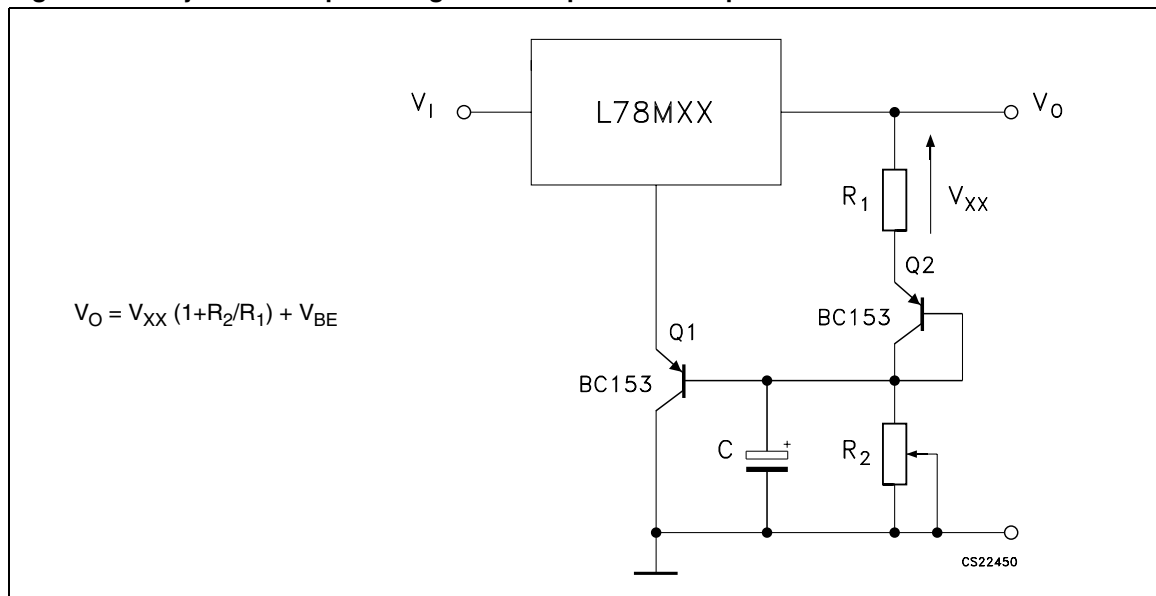 V_I
L78MXX
V_O
R_1
V_XX
Q2
V_O = V_XX (1+R_2/R_1) + V_BE
BC153
Q1
BC153
C
+
R_2
CS22450